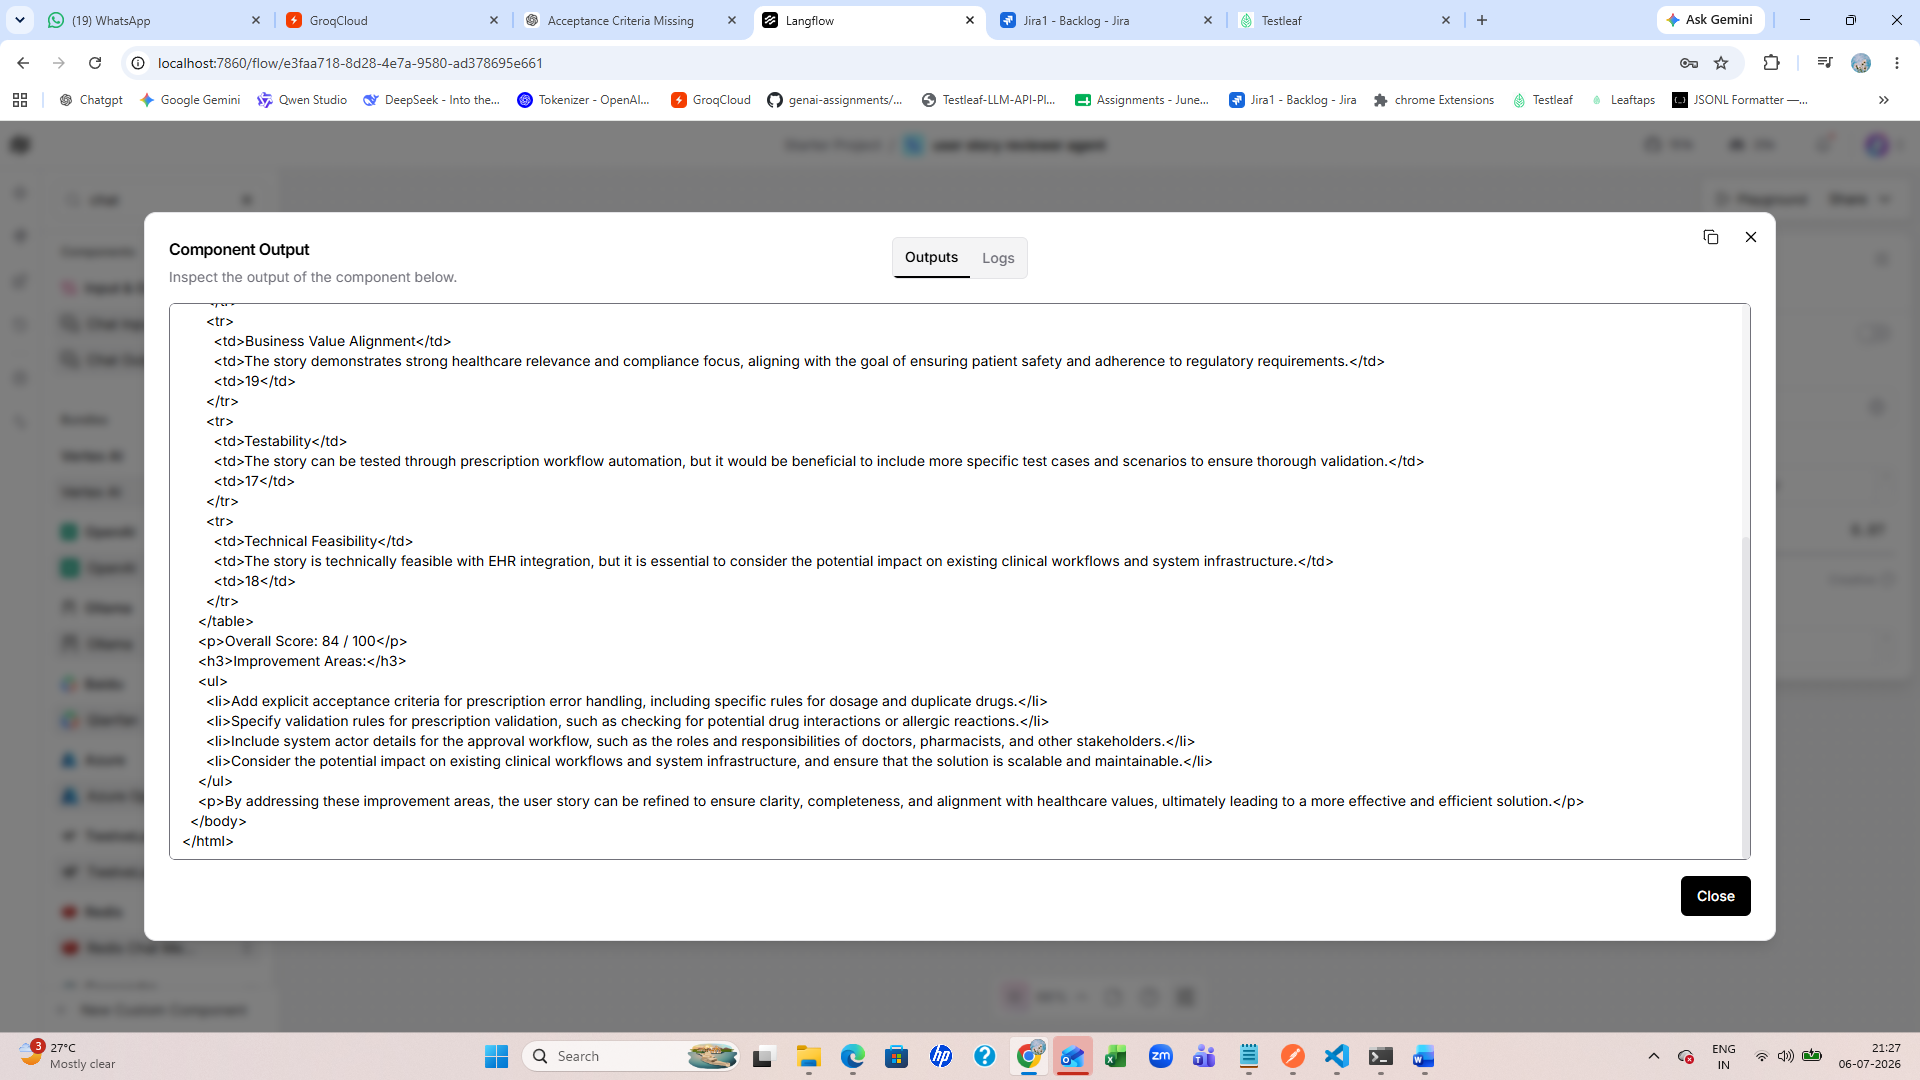 (19) WhatsApp
GroqCloud
Acceptance Criteria Missing
Langflow
Jira1 - Backlog - Jira
Testleaf
Ask Gemini
localhost:7860/flow/e3faa718-8d28-4e7a-9580-ad378695e661
Chatgpt
Google Gemini
Qwen Studio
DeepSeek - Into the...
Tokenizer - OpenAI...
GroqCloud
genai-assignments/...
Testleaf-LLM-API-Pl...
Assignments - June...
Jira1 - Backlog - Jira
chrome Extensions
Testleaf
Leaftaps
JSONL Formatter —...
Starter Project / user story reviewer agent
chat
Playground
Share
Component Output
Inspect the output of the component below.
Outputs
Logs
</tr>
<tr>
<td>Business Value Alignment</td>
<td>The story demonstrates strong healthcare relevance and compliance focus, aligning with the goal of ensuring patient safety and adherence to regulatory requirements.</td>
<td>19</td>
</tr>
<tr>
<td>Testability</td>
<td>The story can be tested through prescription workflow automation, but it would be beneficial to include more specific test cases and scenarios to ensure thorough validation.</td>
<td>17</td>
</tr>
<tr>
<td>Technical Feasibility</td>
<td>The story is technically feasible with EHR integration, but it is essential to consider the potential impact on existing clinical workflows and system infrastructure.</td>
<td>18</td>
</tr>
</table>
<p>Overall Score: 84 / 100</p>
<h3>Improvement Areas:</h3>
<ul>
<li>Add explicit acceptance criteria for prescription error handling, including specific rules for dosage and duplicate drugs.</li>
<li>Specify validation rules for prescription validation, such as checking for potential drug interactions or allergic reactions.</li>
<li>Include system actor details for the approval workflow, such as the roles and responsibilities of doctors, pharmacists, and other stakeholders.</li>
<li>Consider the potential impact on existing clinical workflows and system infrastructure, and ensure that the solution is scalable and maintainable.</li>
</ul>
<p>By addressing these improvement areas, the user story can be refined to ensure clarity, completeness, and alignment with healthcare values, ultimately leading to a more effective and efficient solution.</p>
</body>
</html>
Close
New Custom Component
3
27°C
Mostly clear
Search
ENG
IN
21:27
06-07-2026